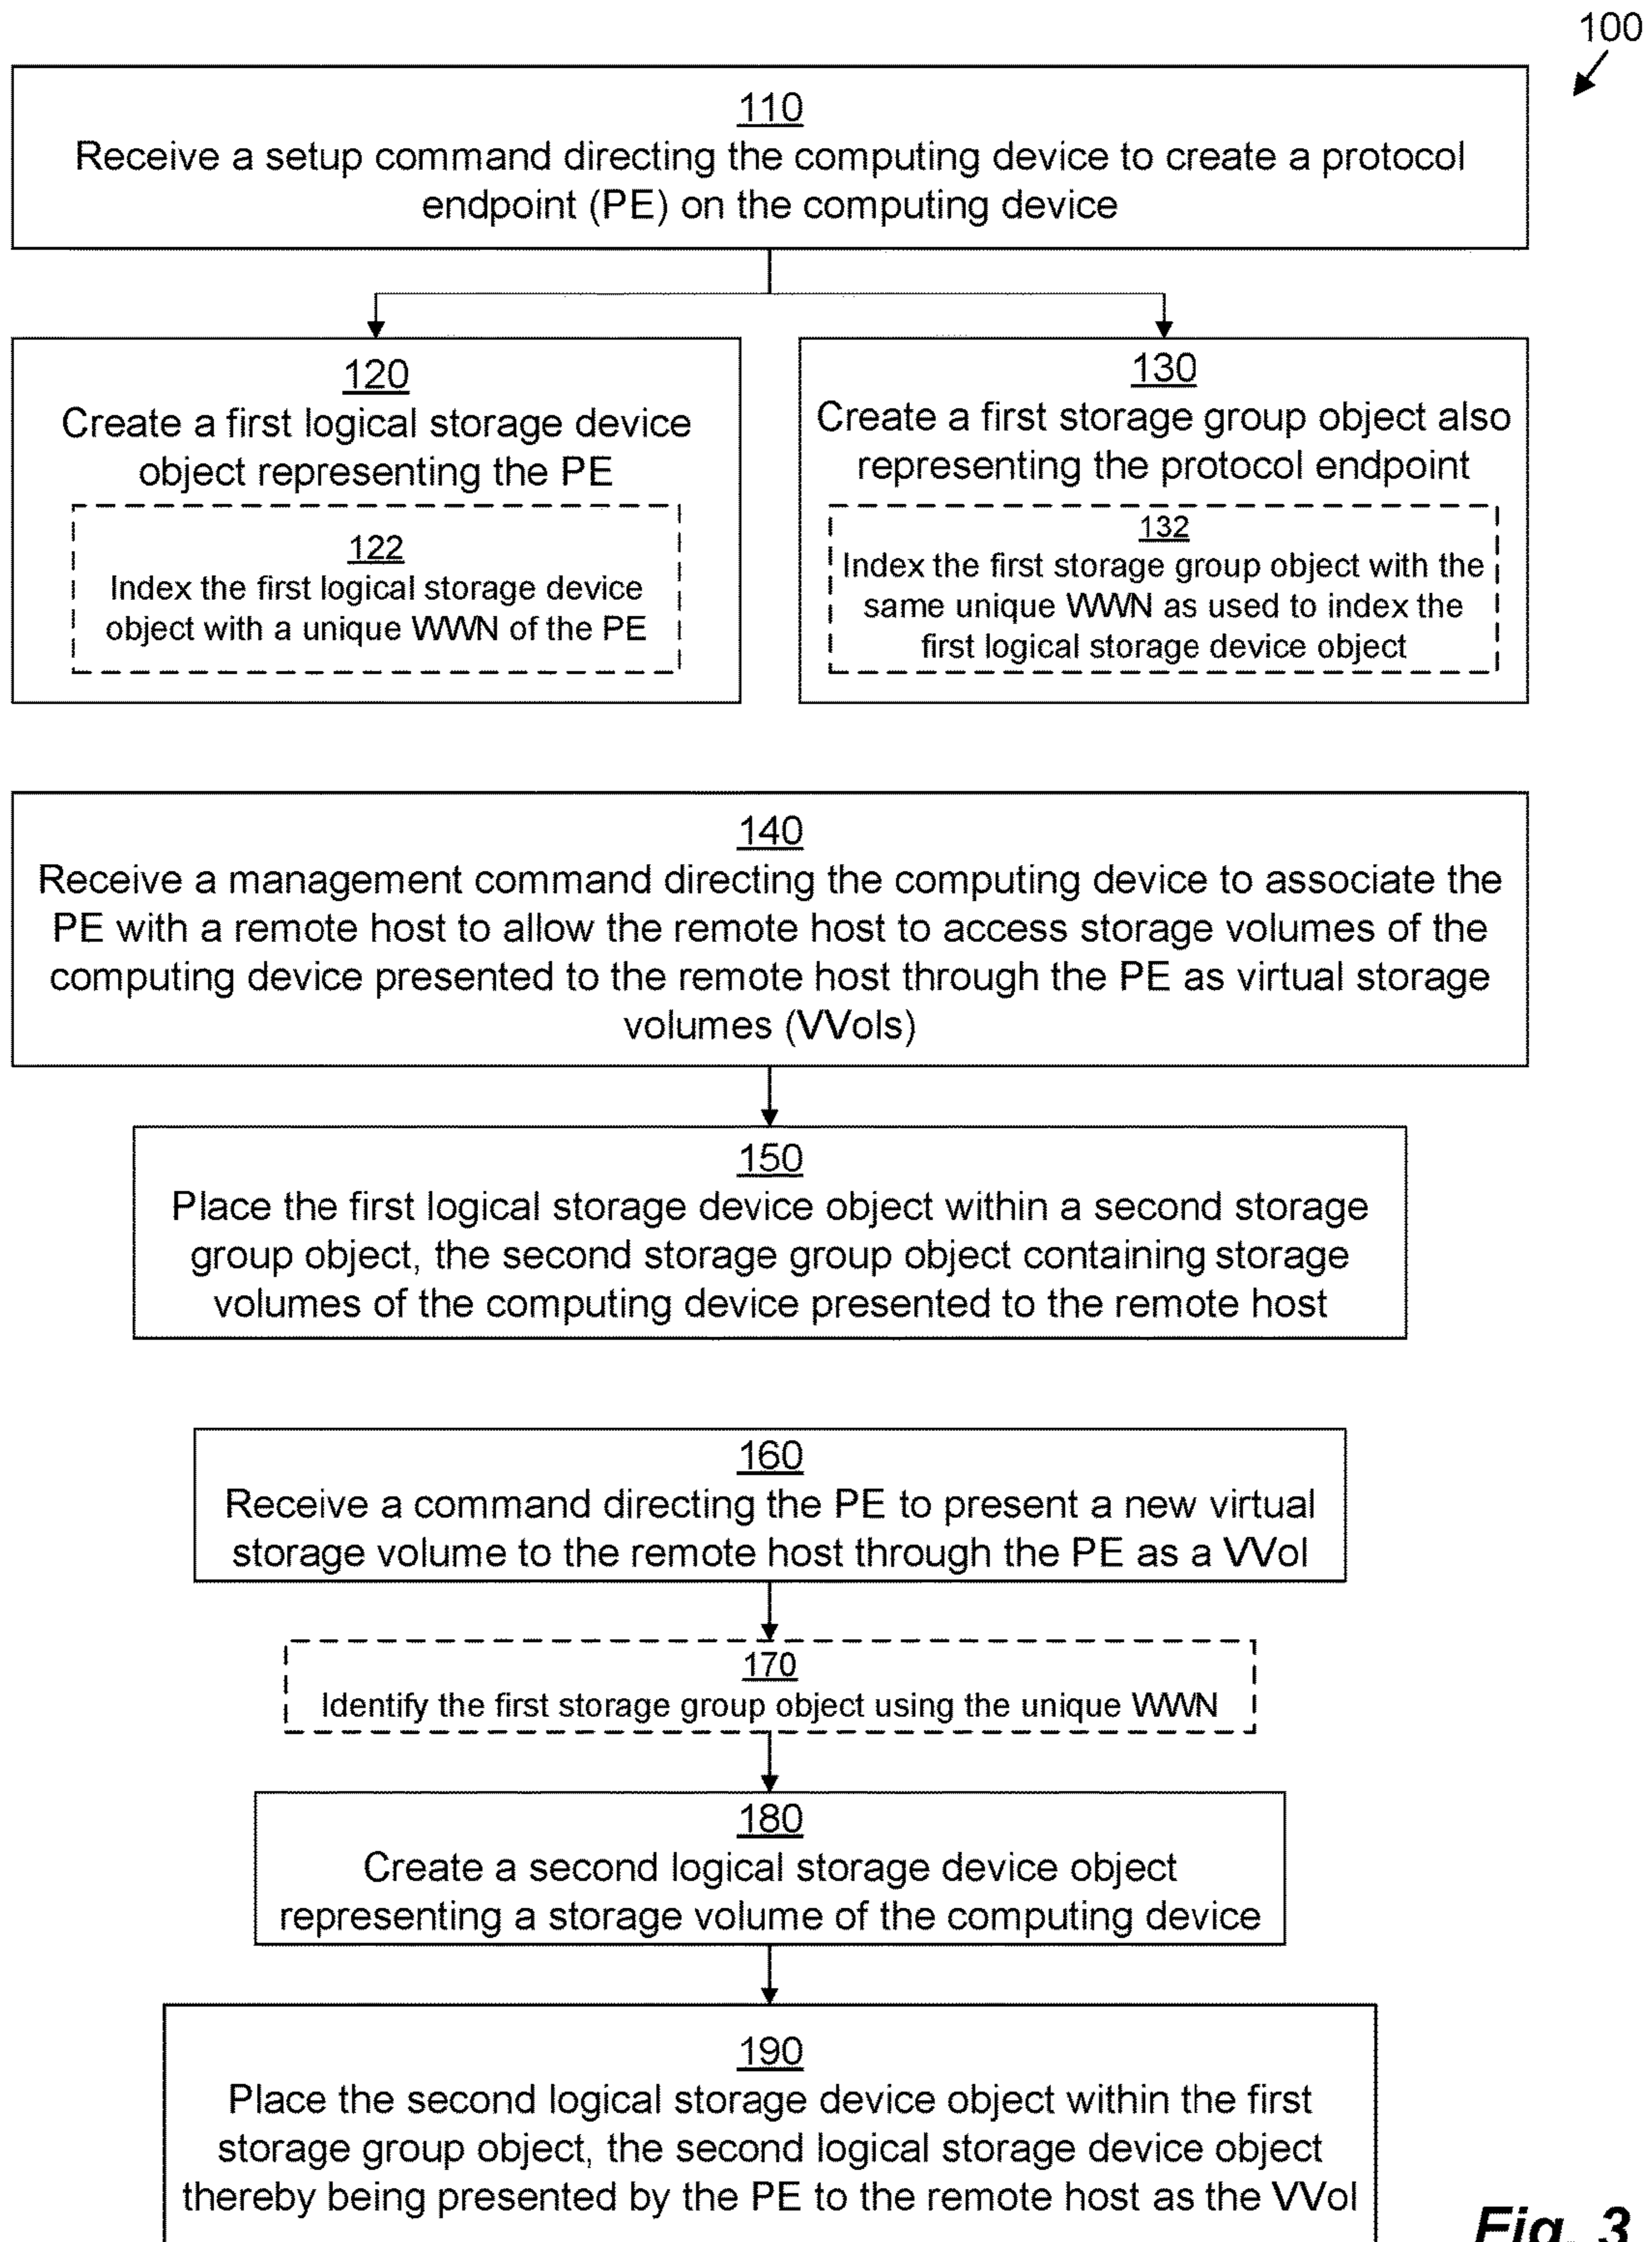 100
110
Receive a setup command directing the computing device to create a protocol
endpoint (PE) on the computing device
120
Create a first logical storage device
object representing the PE
122
Index the first logical storage device
object with a unique WWN of the PE
130
Create a first storage group object also
representing the protocol endpoint
132
Index the first storage group object with the
same unique WWN as used to index the
first logical storage device object
140
Receive a management command directing the computing device to associate the
PE with a remote host to allow the remote host to access storage volumes of the
computing device presented to the remote host through the PE as virtual storage
volumes (VVols)
150
Place the first logical storage device object within a second storage
group object, the second storage group object containing storage
volumes of the computing device presented to the remote host
160
Receive a command directing the PE to present a new virtual
storage volume to the remote host through the PE as a VVol
170
Identify the first storage group object using the unique WWN
180
Create a second logical storage device object
representing a storage volume of the computing device
190
Place the second logical storage device object within the first
storage group object, the second logical storage device object
thereby being presented by the PE to the remote host as the VVol
Fig. 3